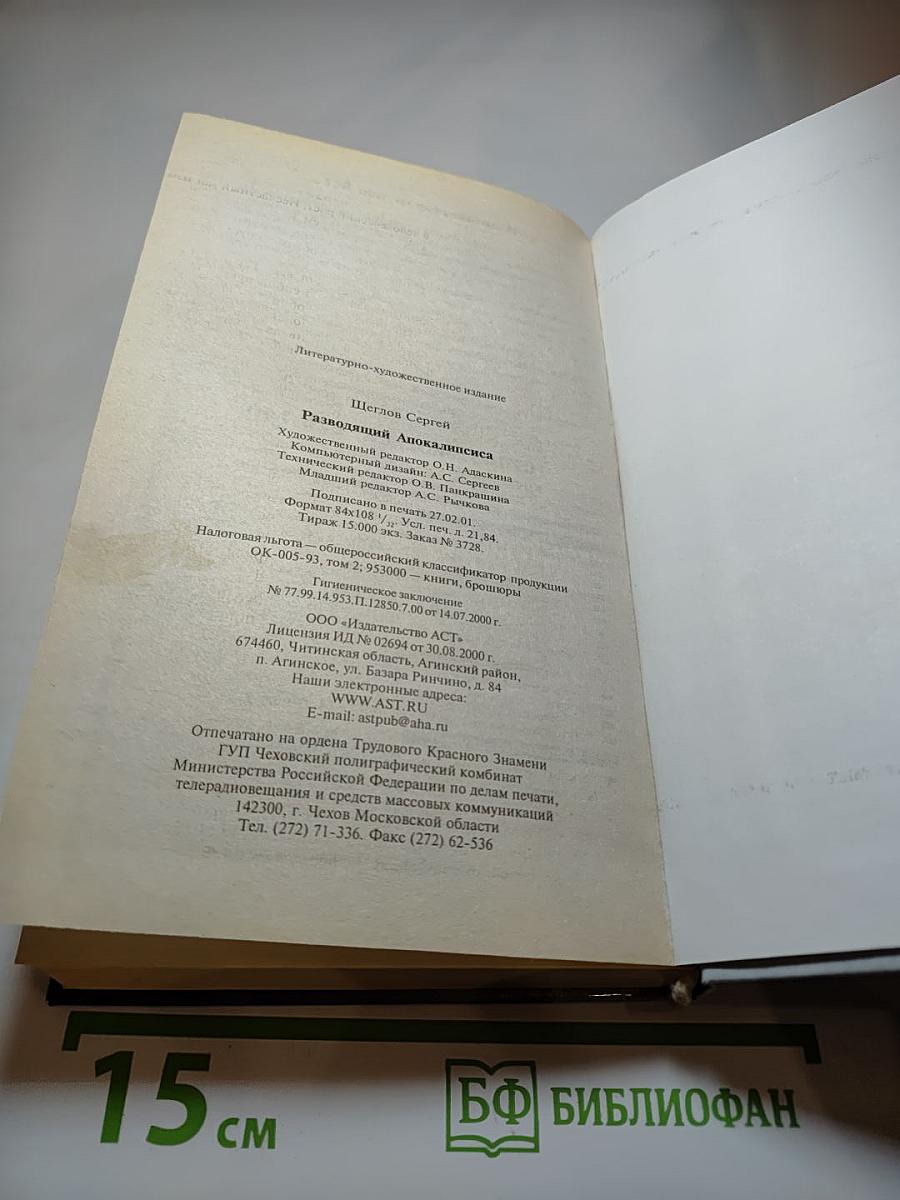 Литературно-художественное издание
Щеглов Сергей
Разводящий Апокалипсиса
Художественный редактор О.Н. Адаскина
Компьютерный дизайн: А.С. Сергеев
Технический редактор О.В. Панкрашина
Младший редактор А.С. Рычкова
Подписано в печать 27.02.01.
Формат 84х108 1/32. Усл. печ. л. 21,84.
Тираж 15.000 экз. Заказ № 3728.
Налоговая льгота — общероссийский классификатор продукции
ОК-005-93, том 2; 953000 — книги, брошюры
Гигиеническое заключение
№ 77.99.14.953.П.12850.7.00 от 14.07.2000 г.
ООО «Издательство АСТ»
Лицензия ИД № 02694 от 30.08.2000 г.
674460, Читинская область, Агинский район,
п. Агинское, ул. Базара Ринчино, д. 84
Наши электронные адреса:
WWW.AST.RU
E-mail: astpub@aha.ru
Отпечатано на ордена Трудового Красного Знамени
ГУП Чеховский полиграфический комбинат
Министерства Российской Федерации по делам печати,
телерадиовещания и средств массовых коммуникаций
142300, г. Чехов Московской области
Тел. (272) 71-336. Факс (272) 62-536
15 см
БФ БИБЛИОФАН